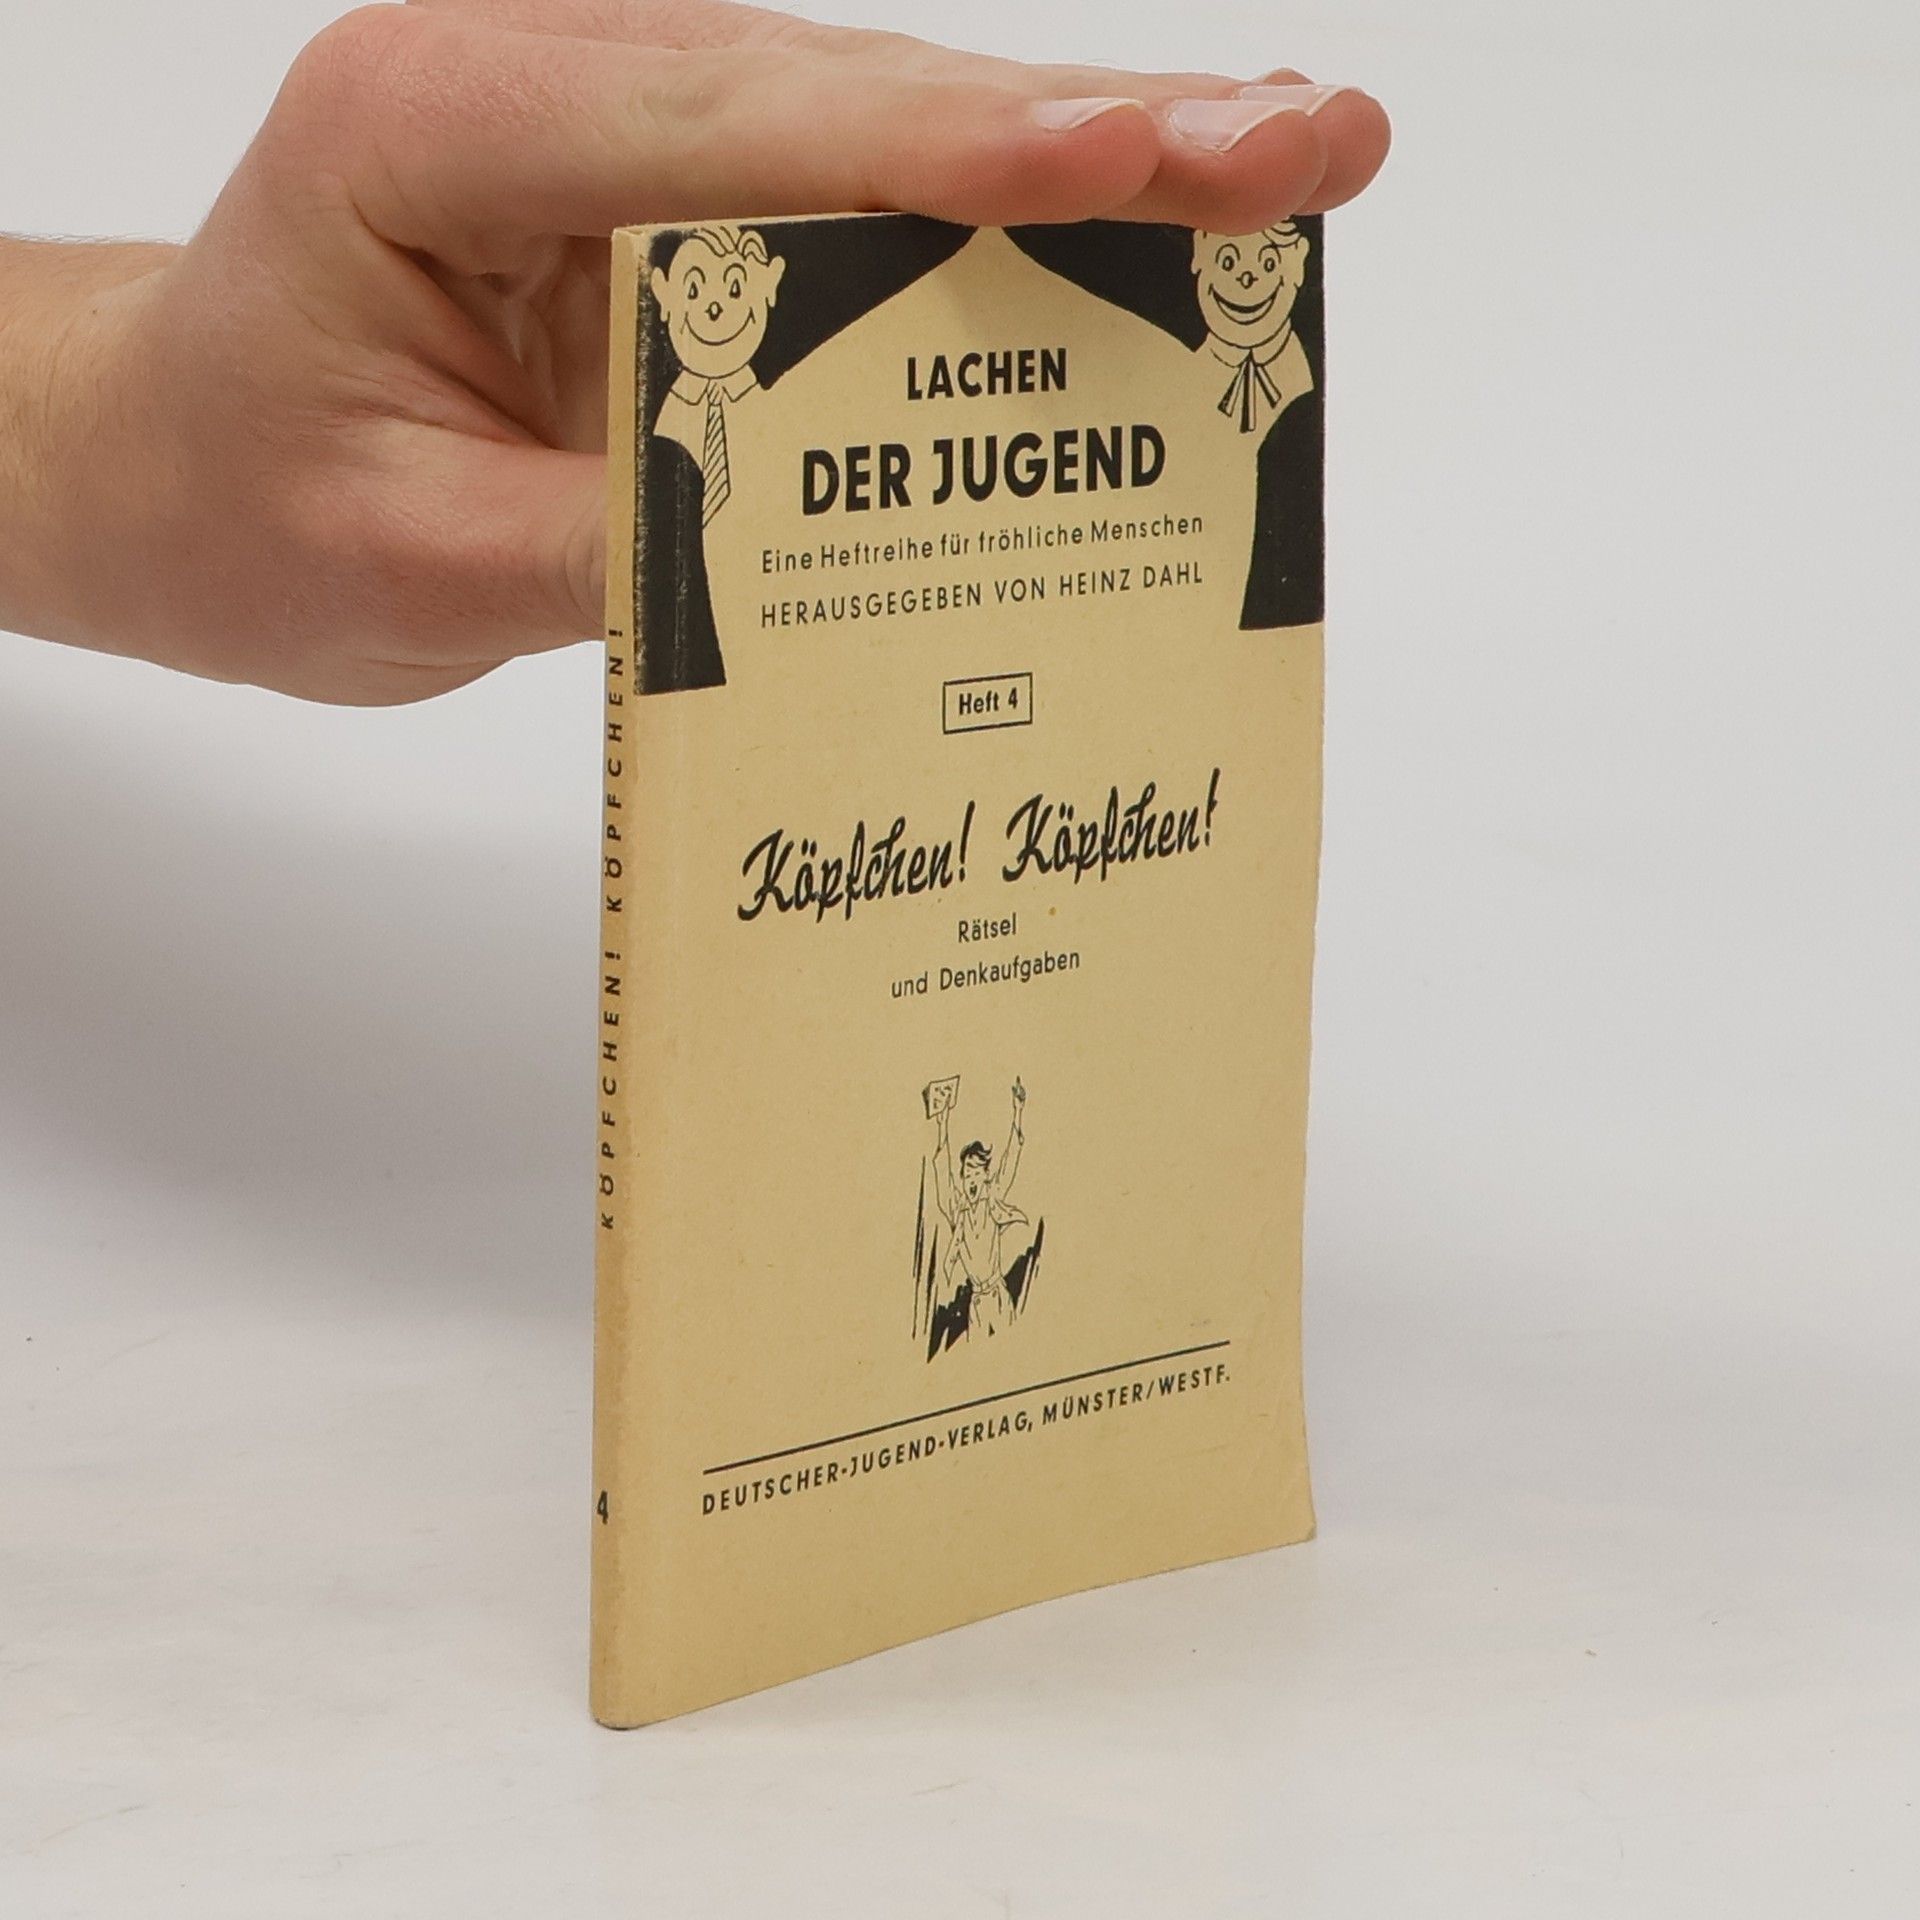 LACHEN
DER JUGEND
Eine Heftreihe für fröhliche Menschen
HERAUSGEGEBEN VON HEINZ DAHL
Heft 4
Köpfchen! Köpfchen!
Rätsel
und Denkaufgaben
DEUTSCHER-JUGEND-VERLAG, MÜNSTER/WESTF.
KÖPFCHEN! KÖPFCHEN!
4